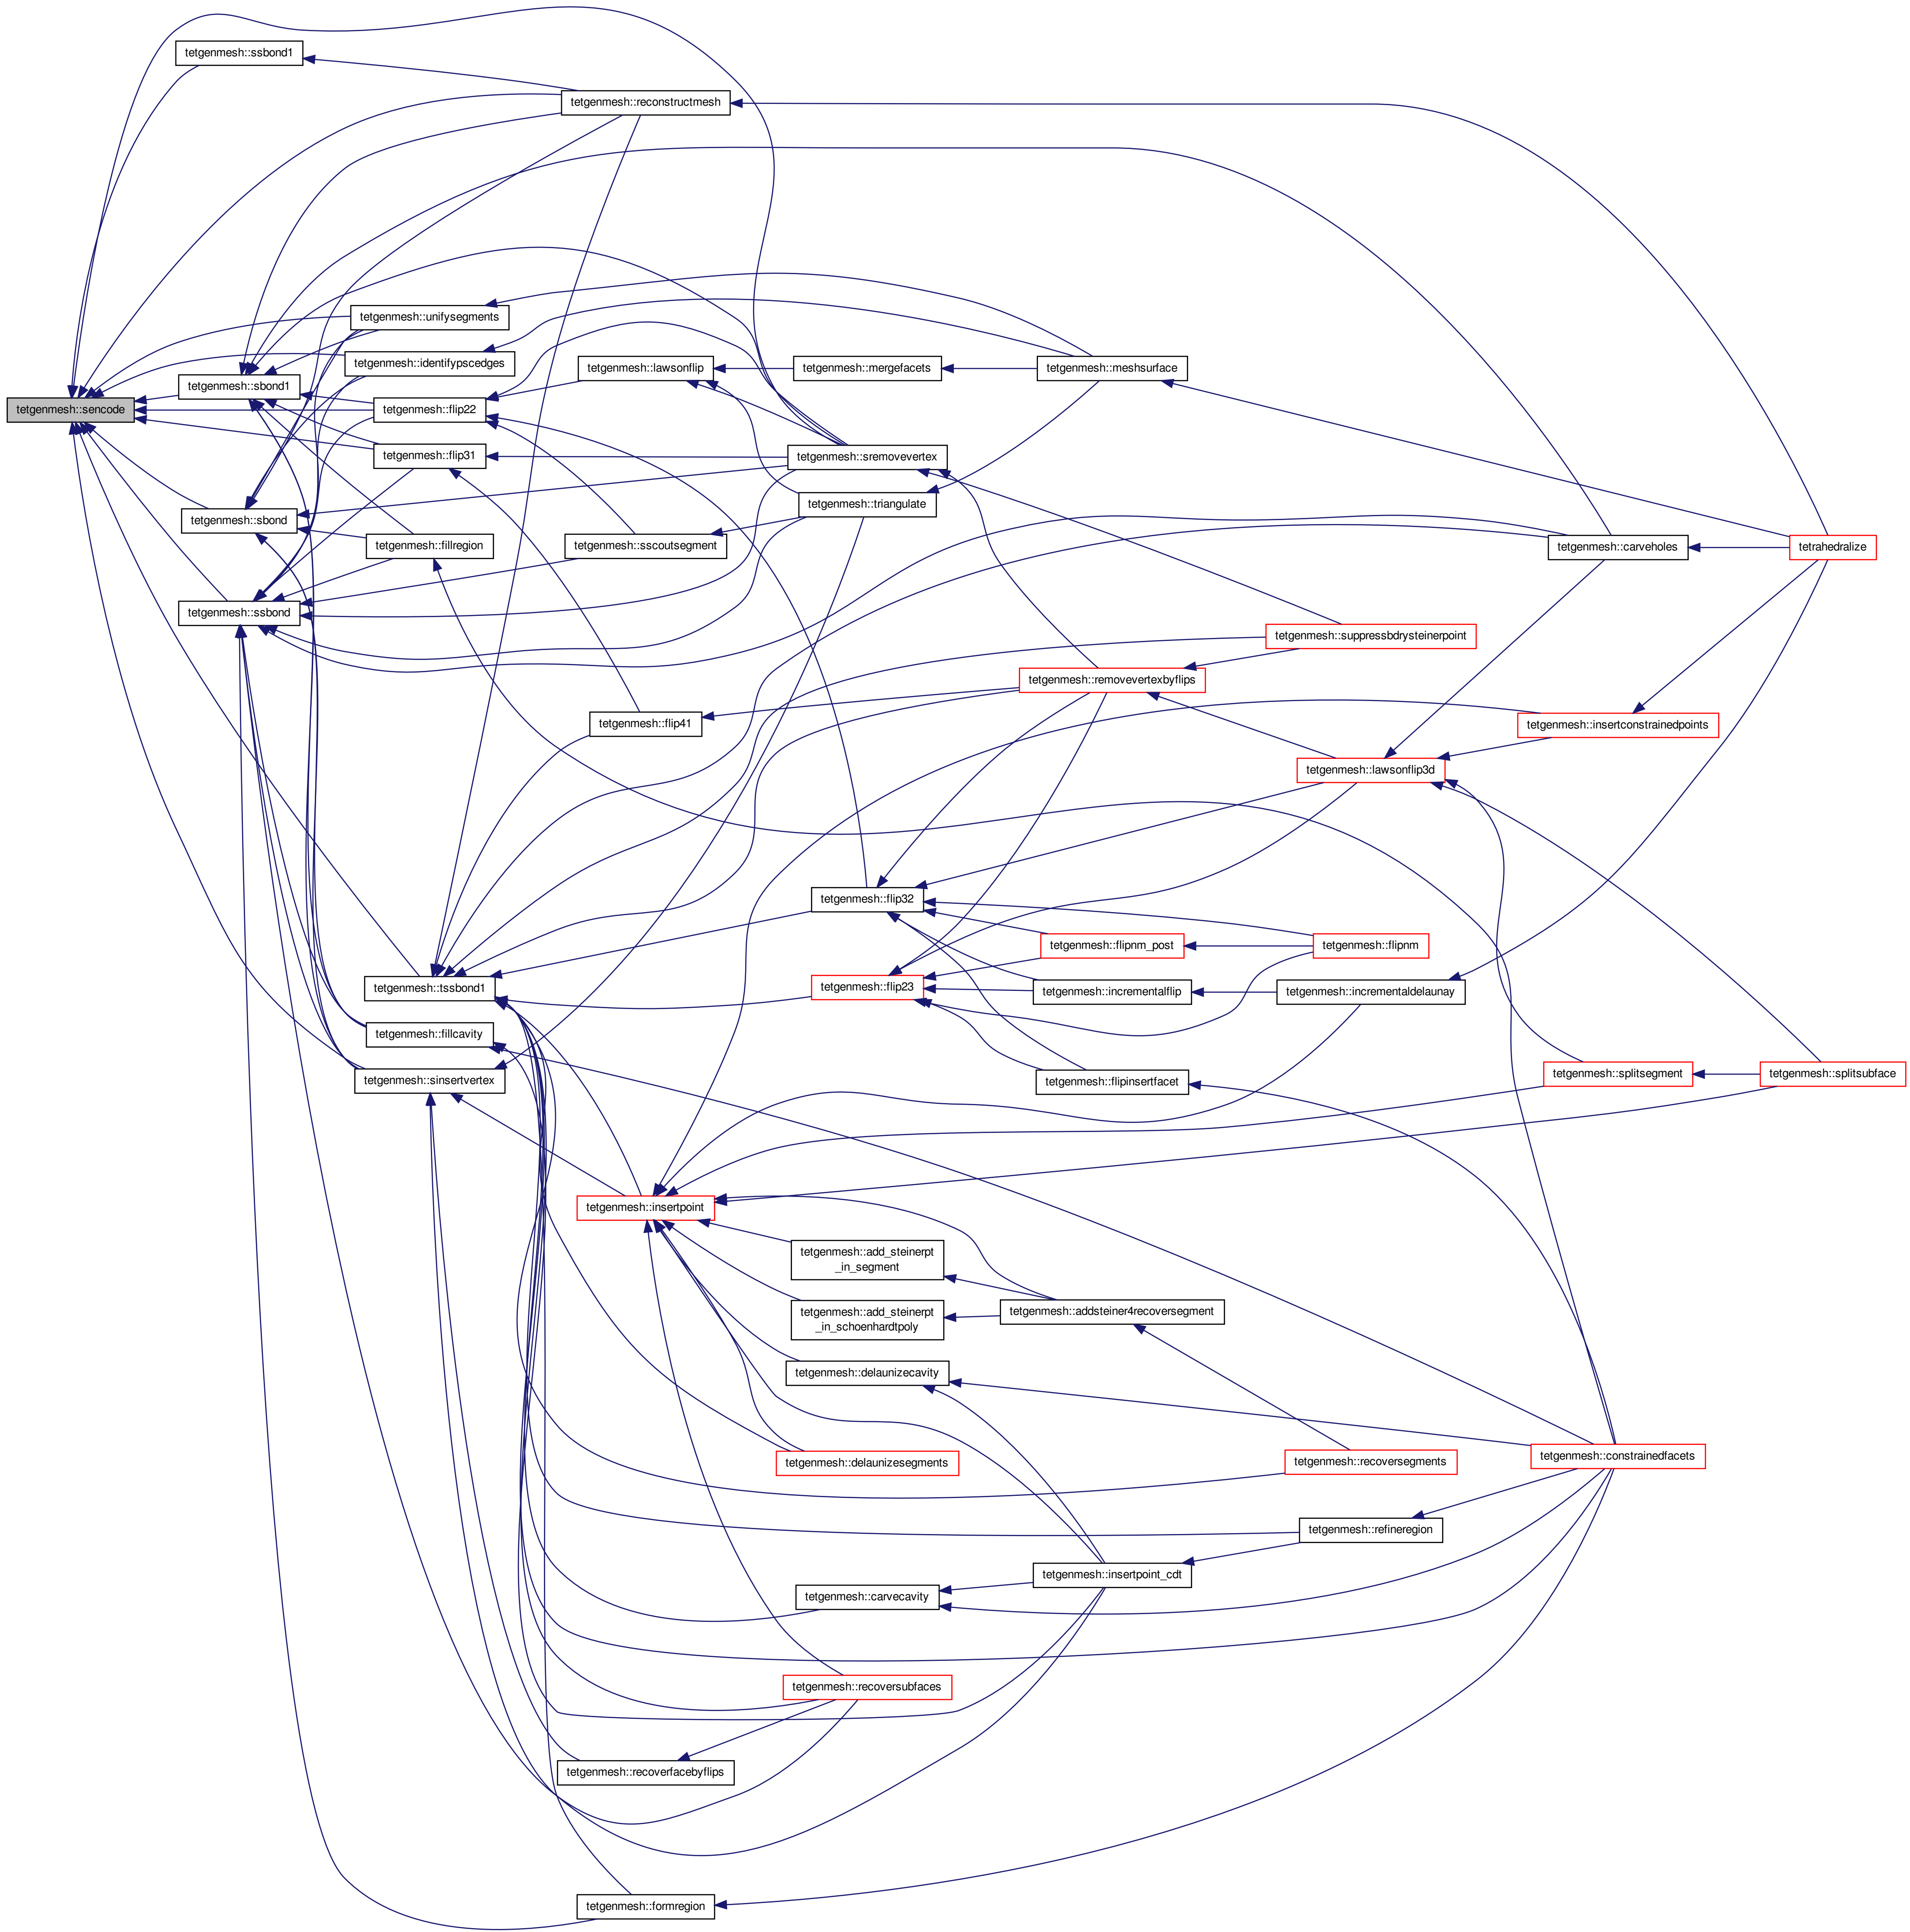 tetgenmesh::ssbond1
tetgenmesh::reconstructmesh
tetgenmesh::unifysegments
tetgenmesh::identifypscedges
tetgenmesh::lawsonflip
tetgenmesh::mergefacets
tetgenmesh::meshsurface
tetgenmesh::sbond1
tetgenmesh::sencode
tetgenmesh::flip22
tetgenmesh::flip31
tetgenmesh::sremovevertex
tetgenmesh::triangulate
tetgenmesh::sbond
tetgenmesh::fillregion
tetgenmesh::sscoutsegment
tetgenmesh::carveholes
tetrahedralize
tetgenmesh::ssbond
tetgenmesh::suppressbdrysteinerpoint
tetgenmesh::removevertexbyflips
tetgenmesh::flip41
tetgenmesh::insertconstrainedpoints
tetgenmesh::lawsonflip3d
tetgenmesh::flip32
tetgenmesh::flipnm_post
tetgenmesh::flipnm
tetgenmesh::tssbond1
tetgenmesh::flip23
tetgenmesh::incrementalflip
tetgenmesh::incrementaldelaunay
tetgenmesh::fillcavity
tetgenmesh::sinsertvertex
tetgenmesh::flipinsertfacet
tetgenmesh::splitsegment
tetgenmesh::splitsubface
tetgenmesh::insertpoint
tetgenmesh::add_steinerpt
_in_segment
tetgenmesh::add_steinerpt
_in_schoenhardtpoly
tetgenmesh::addsteiner4recoversegment
tetgenmesh::delaunizecavity
tetgenmesh::delaunizesegments
tetgenmesh::recoversegments
tetgenmesh::constrainedfacets
tetgenmesh::refineregion
tetgenmesh::insertpoint_cdt
tetgenmesh::carvecavity
tetgenmesh::recoversubfaces
tetgenmesh::recoverfacebyflips
tetgenmesh::formregion